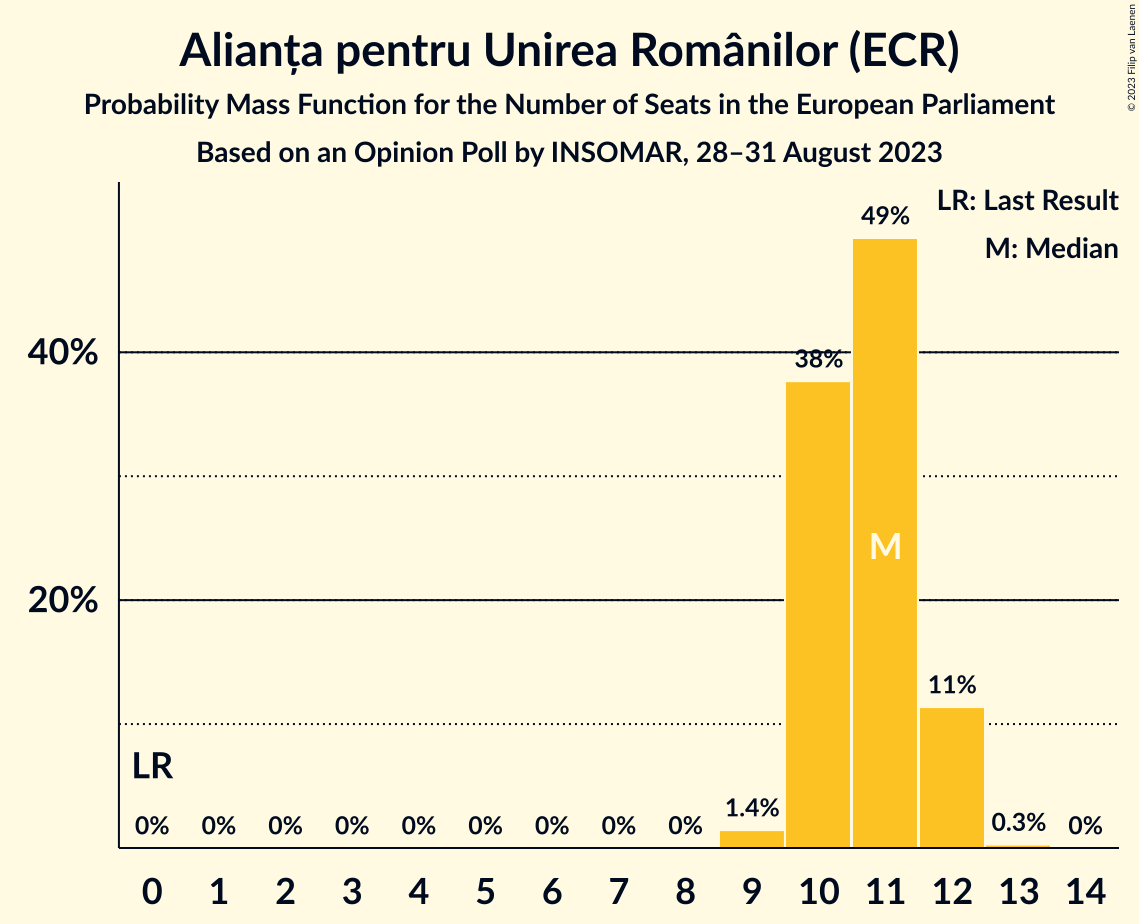 Alianța pentru Unirea Românilor (ECR)
Probability Mass Function for the Number of Seats in the European Parliament
Based on an Opinion Poll by INSOMAR, 28–31 August 2023
© 2023 Filip van Laenen
LR: Last Result
M: Median
49%
40%
38%
M
20%
11%
LR
1.4%
0% 0% 0% 0% 0% 0% 0% 0% 0% 0.3% 0%
0 1 2 3 4 5 6 7 8 9 10 11 12 13 14